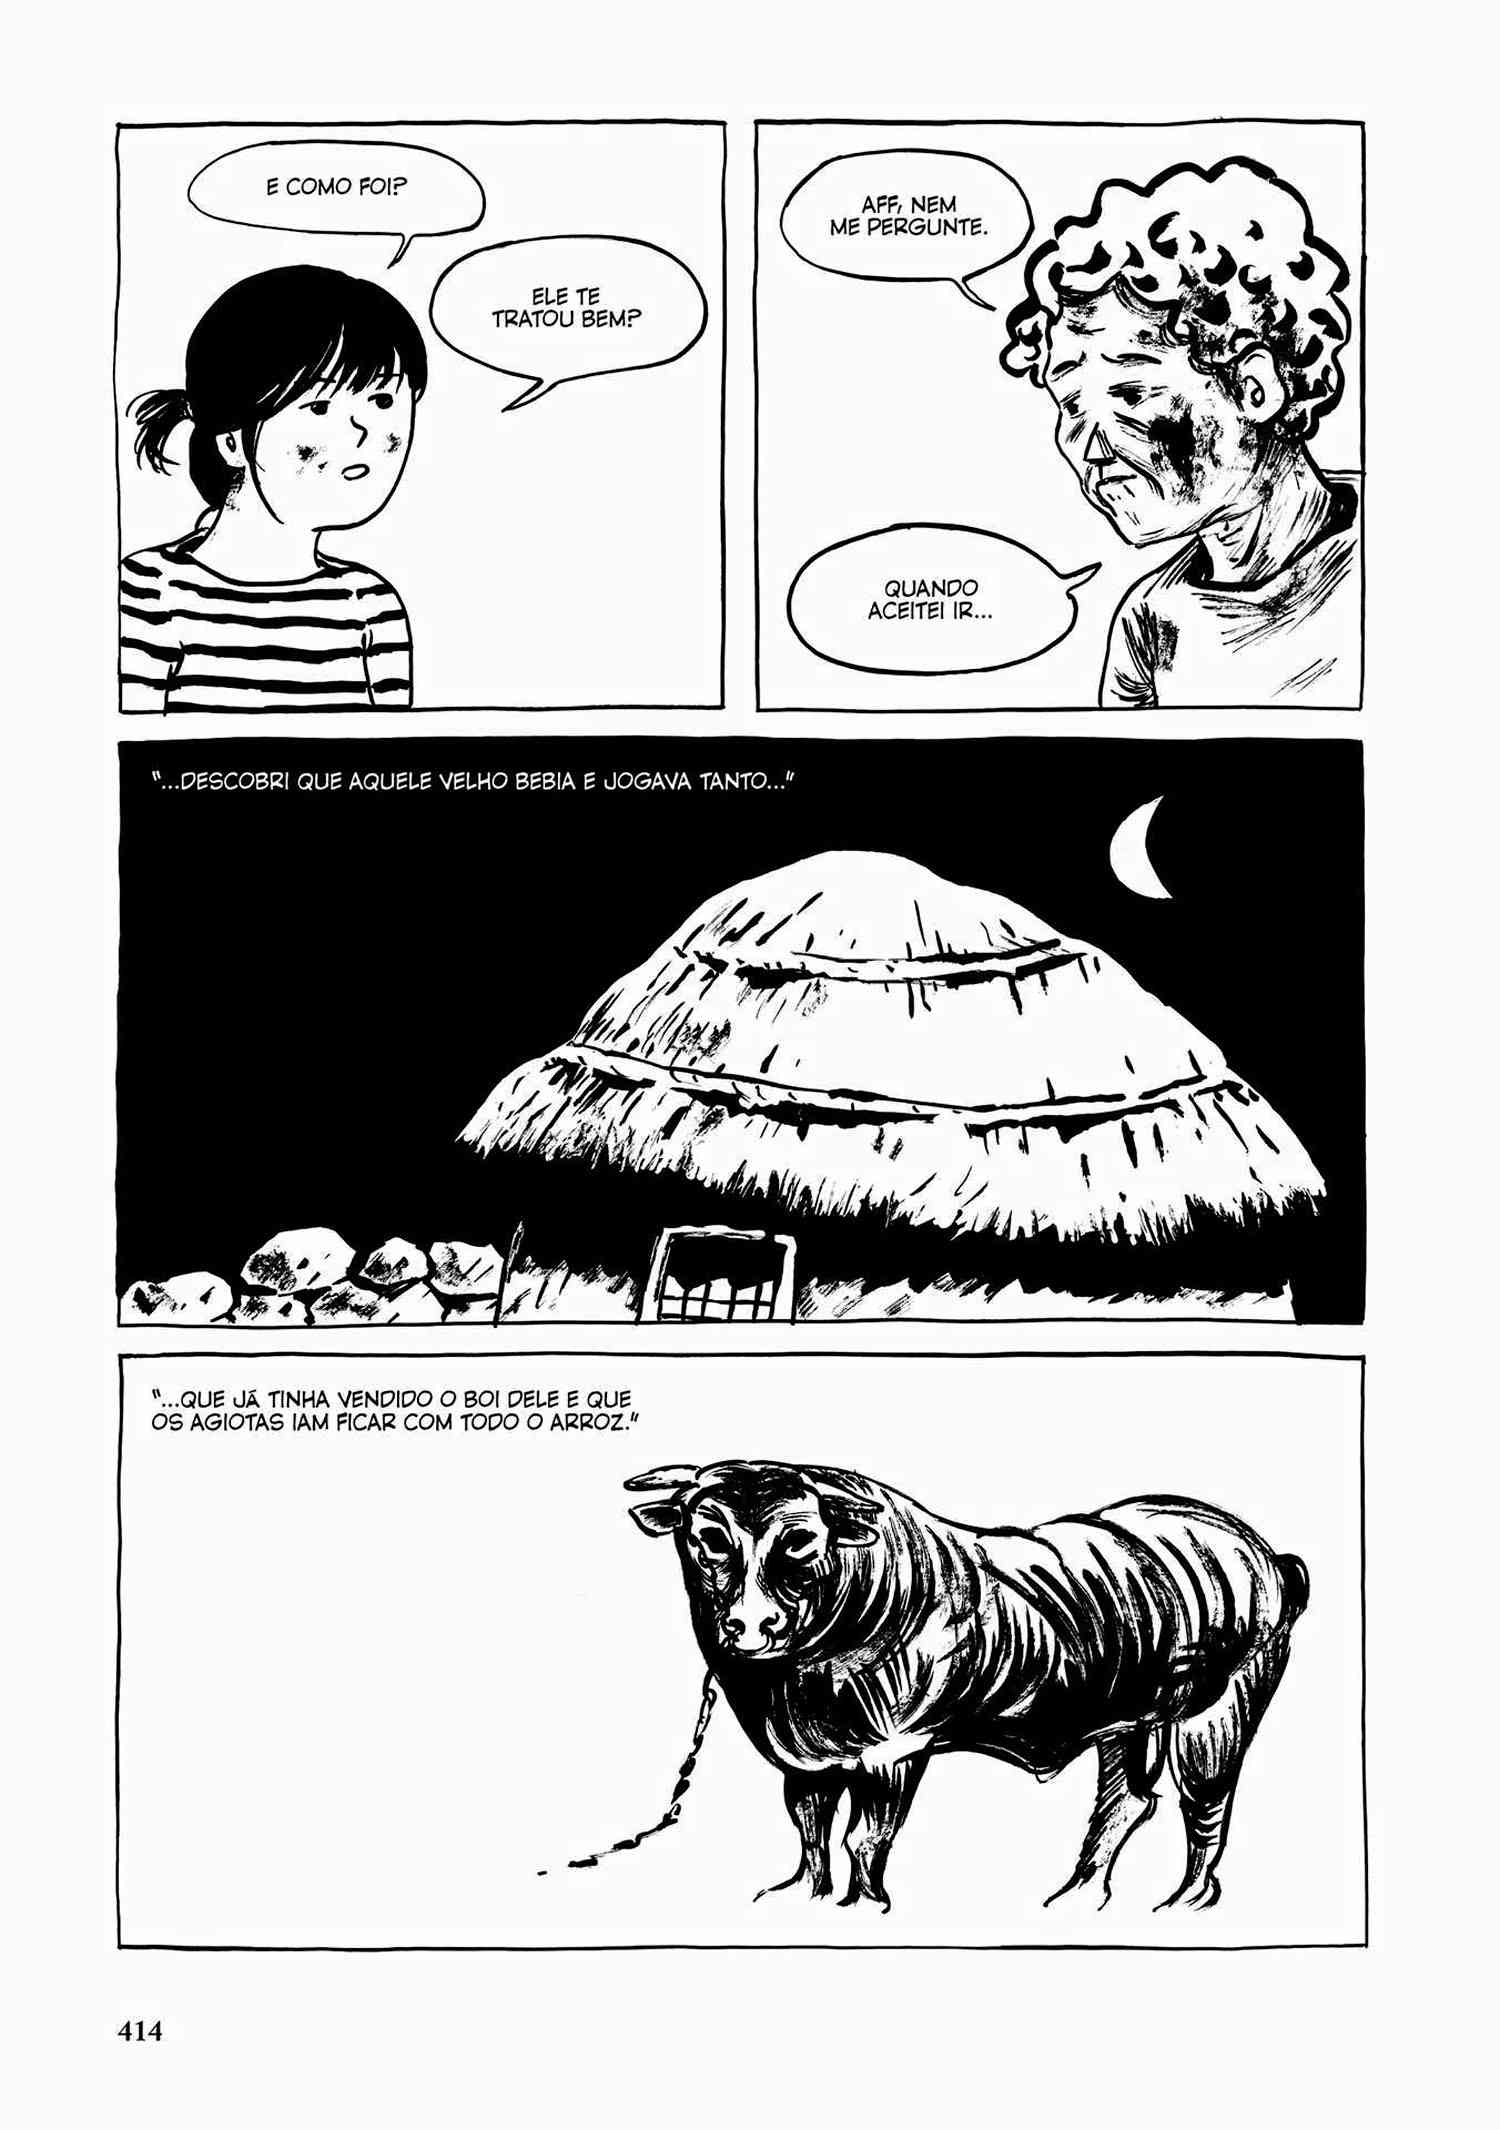 E COMO FOI?
ELE TE
TRATOU BEM?
AFF, NEM
ME PERGUNTE.
QUANDO
ACEITEI IR...
"...DESCOBRI QUE AQUELE VELHO BEBIA E JOGAVA TANTO..."
"...QUE JÁ TINHA VENDIDO O BOI DELE E QUE
OS AGIOTAS IAM FICAR COM TODO O ARROZ."
414